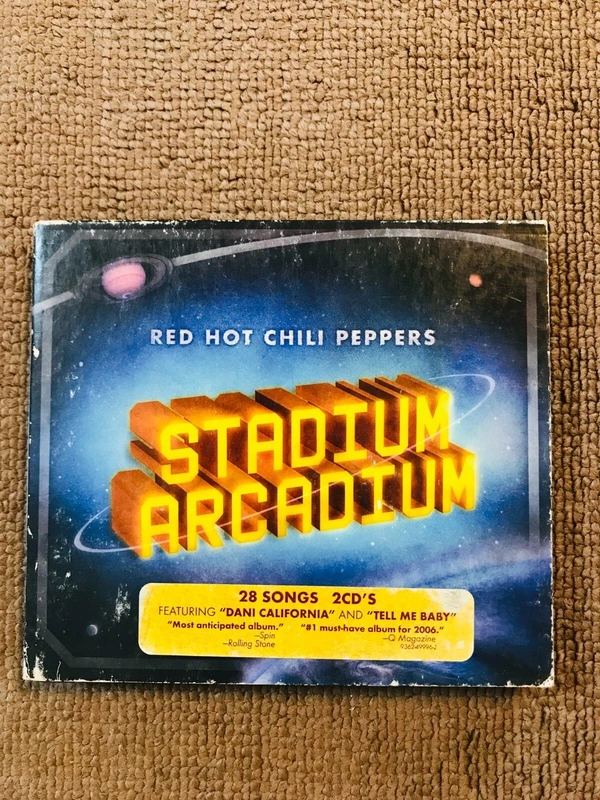 RED HOT CHILI PEPPERS
STADIUM
ARCADIUM
28 SONGS 2CD'S
FEATURING "DANI CALIFORNIA" AND "TELL ME BABY"
"Most anticipated album." "#1 must-have album for 2006."
—Spin —Q Magazine
—Rolling Stone 9362499962